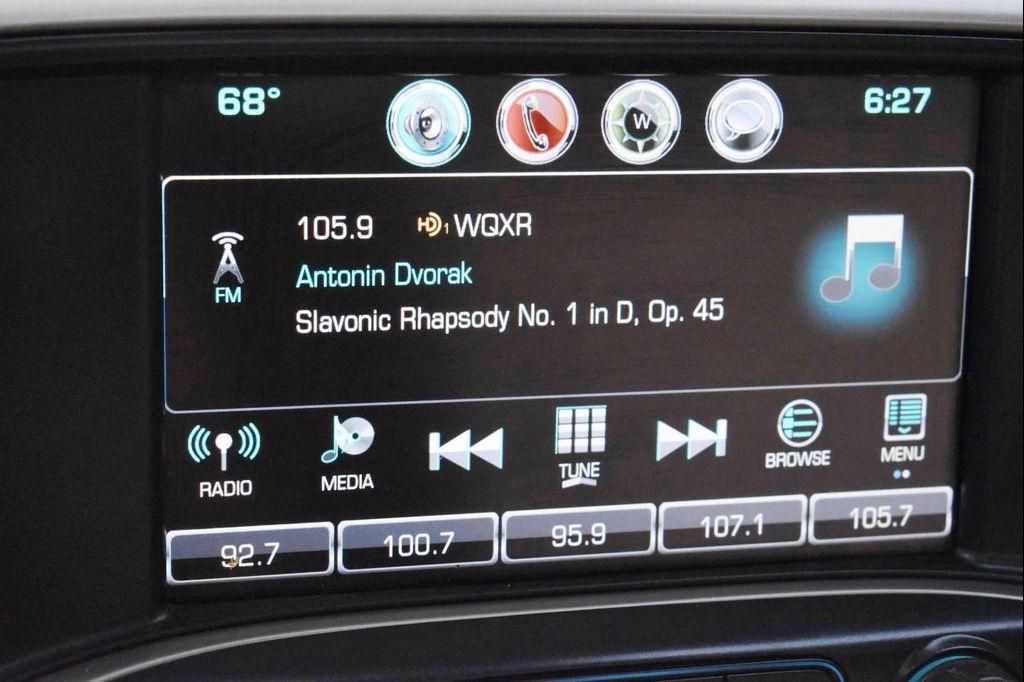 68° 6:27
W
105.9 HD1 WQXR
Antonin Dvorak
FM
Slavonic Rhapsody No. 1 in D, Op. 45
RADIO MEDIA TUNE BROWSE MENU
92.7 100.7 95.9 107.1 105.7